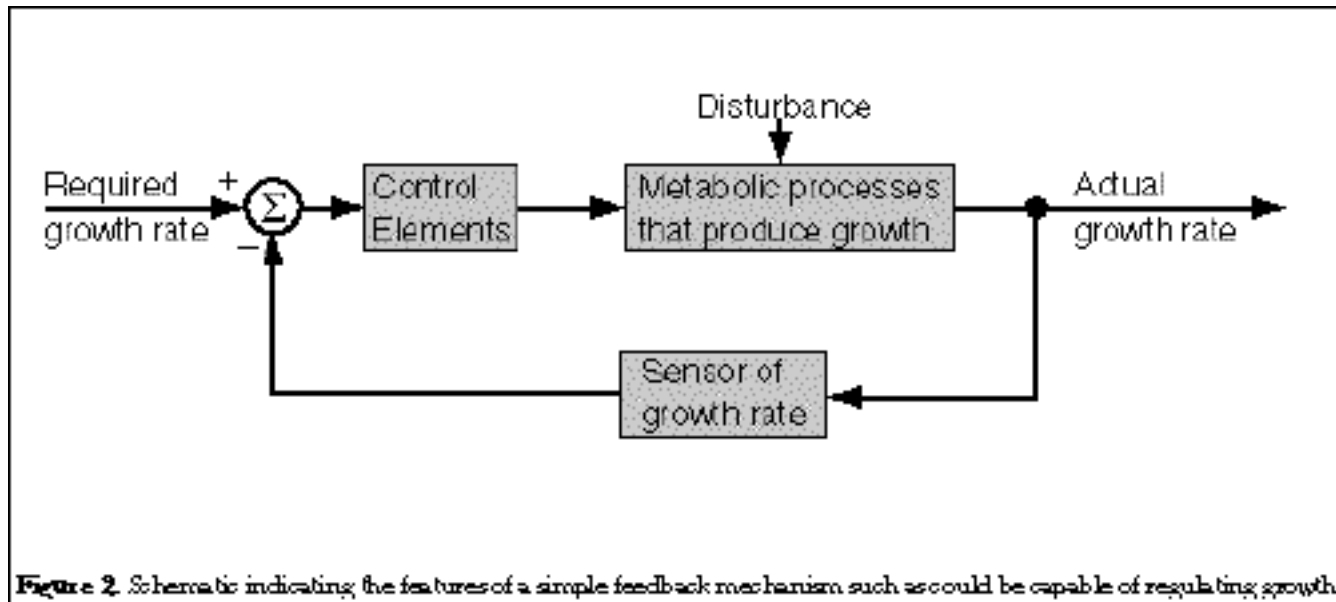 Disturbance
Required
growth rate
+
−
Σ
Control
Elements
Metabolic processes
that produce growth
Actual
growth rate
Sensor of
growth rate
Figure 2. Schematic indicating the features of a simple feedback mechanism such as could be capable of regulating growth